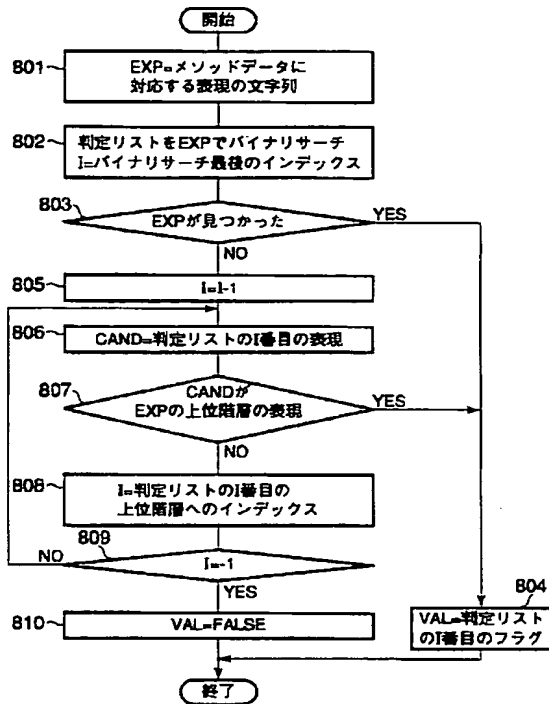 開始
801
EXP=メソッドデータに
対応する表現の文字列
802
判定リストをEXPでバイナリサーチ
I=バイナリサーチ最後のインデックス
803
EXPが見つかった
YES
NO
805
I=I-1
806
CAND=判定リストのI番目の表現
807
CANDが
EXPの上位階層の表現
YES
NO
808
I=判定リストのI番目の
上位階層へのインデックス
809
NO
I=-1
YES
804
810
VAL=FALSE
VAL=判定リスト
のI番目のフラグ
終了